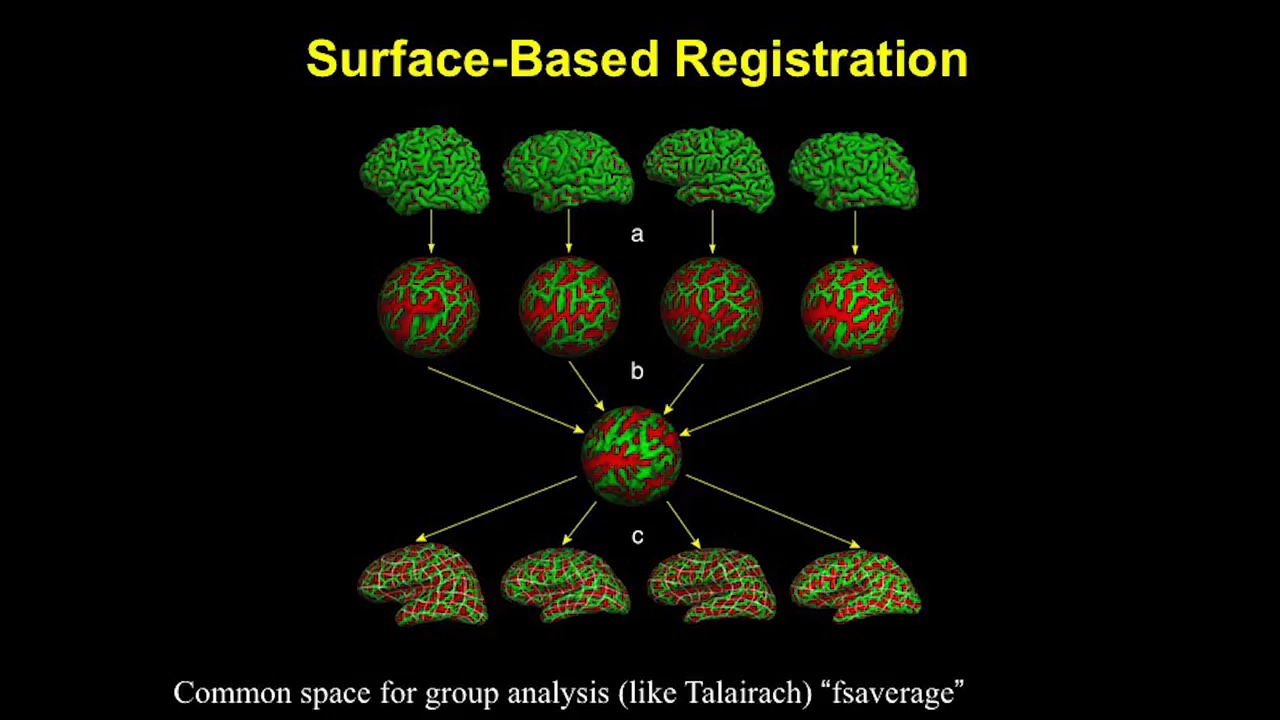 Surface-Based Registration
a
b
c
Common space for group analysis (like Talairach) “fsaverage”